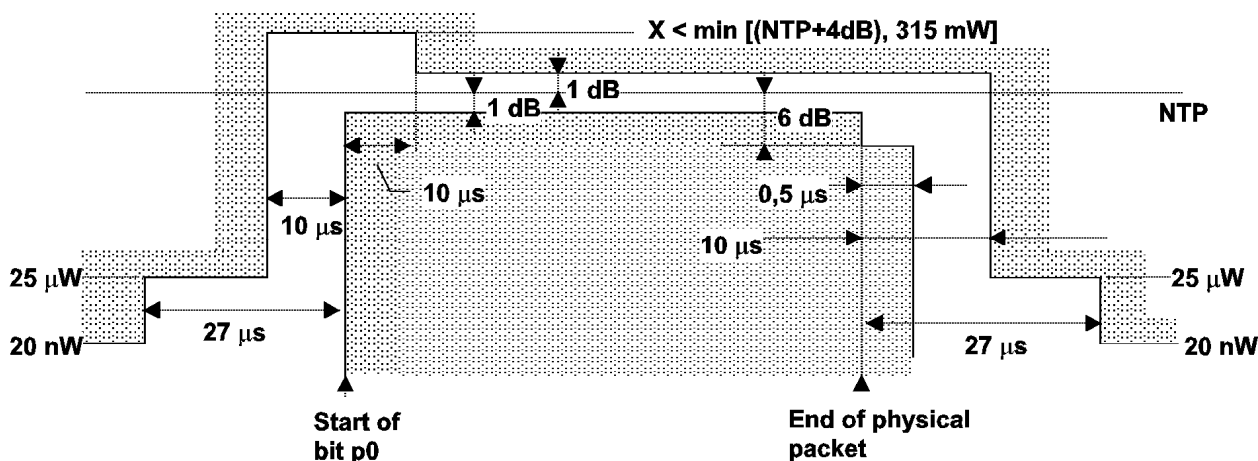 X < min [(NTP+4dB), 315 mW]
1 dB
1 dB
6 dB
NTP
10 μs
0,5 μs
10 μs
10 μs
25 μW
25 μW
27 μs
27 μs
20 nW
20 nW
Start of
bit p0
End of physical
packet